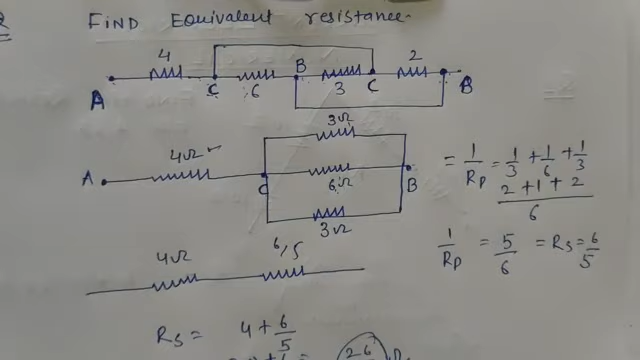 FIND Equivalent resistance.
4 C 6 B 3 C 2 B
A
3Ω
A 4Ω C 6Ω B
3Ω
= 1/Rp = 1/3 + 1/6 + 1/3
2+1+2
6
1/Rp = 5/6 = Rs = 6/5
4Ω 6/5
Rs = 4 + 6/5
26